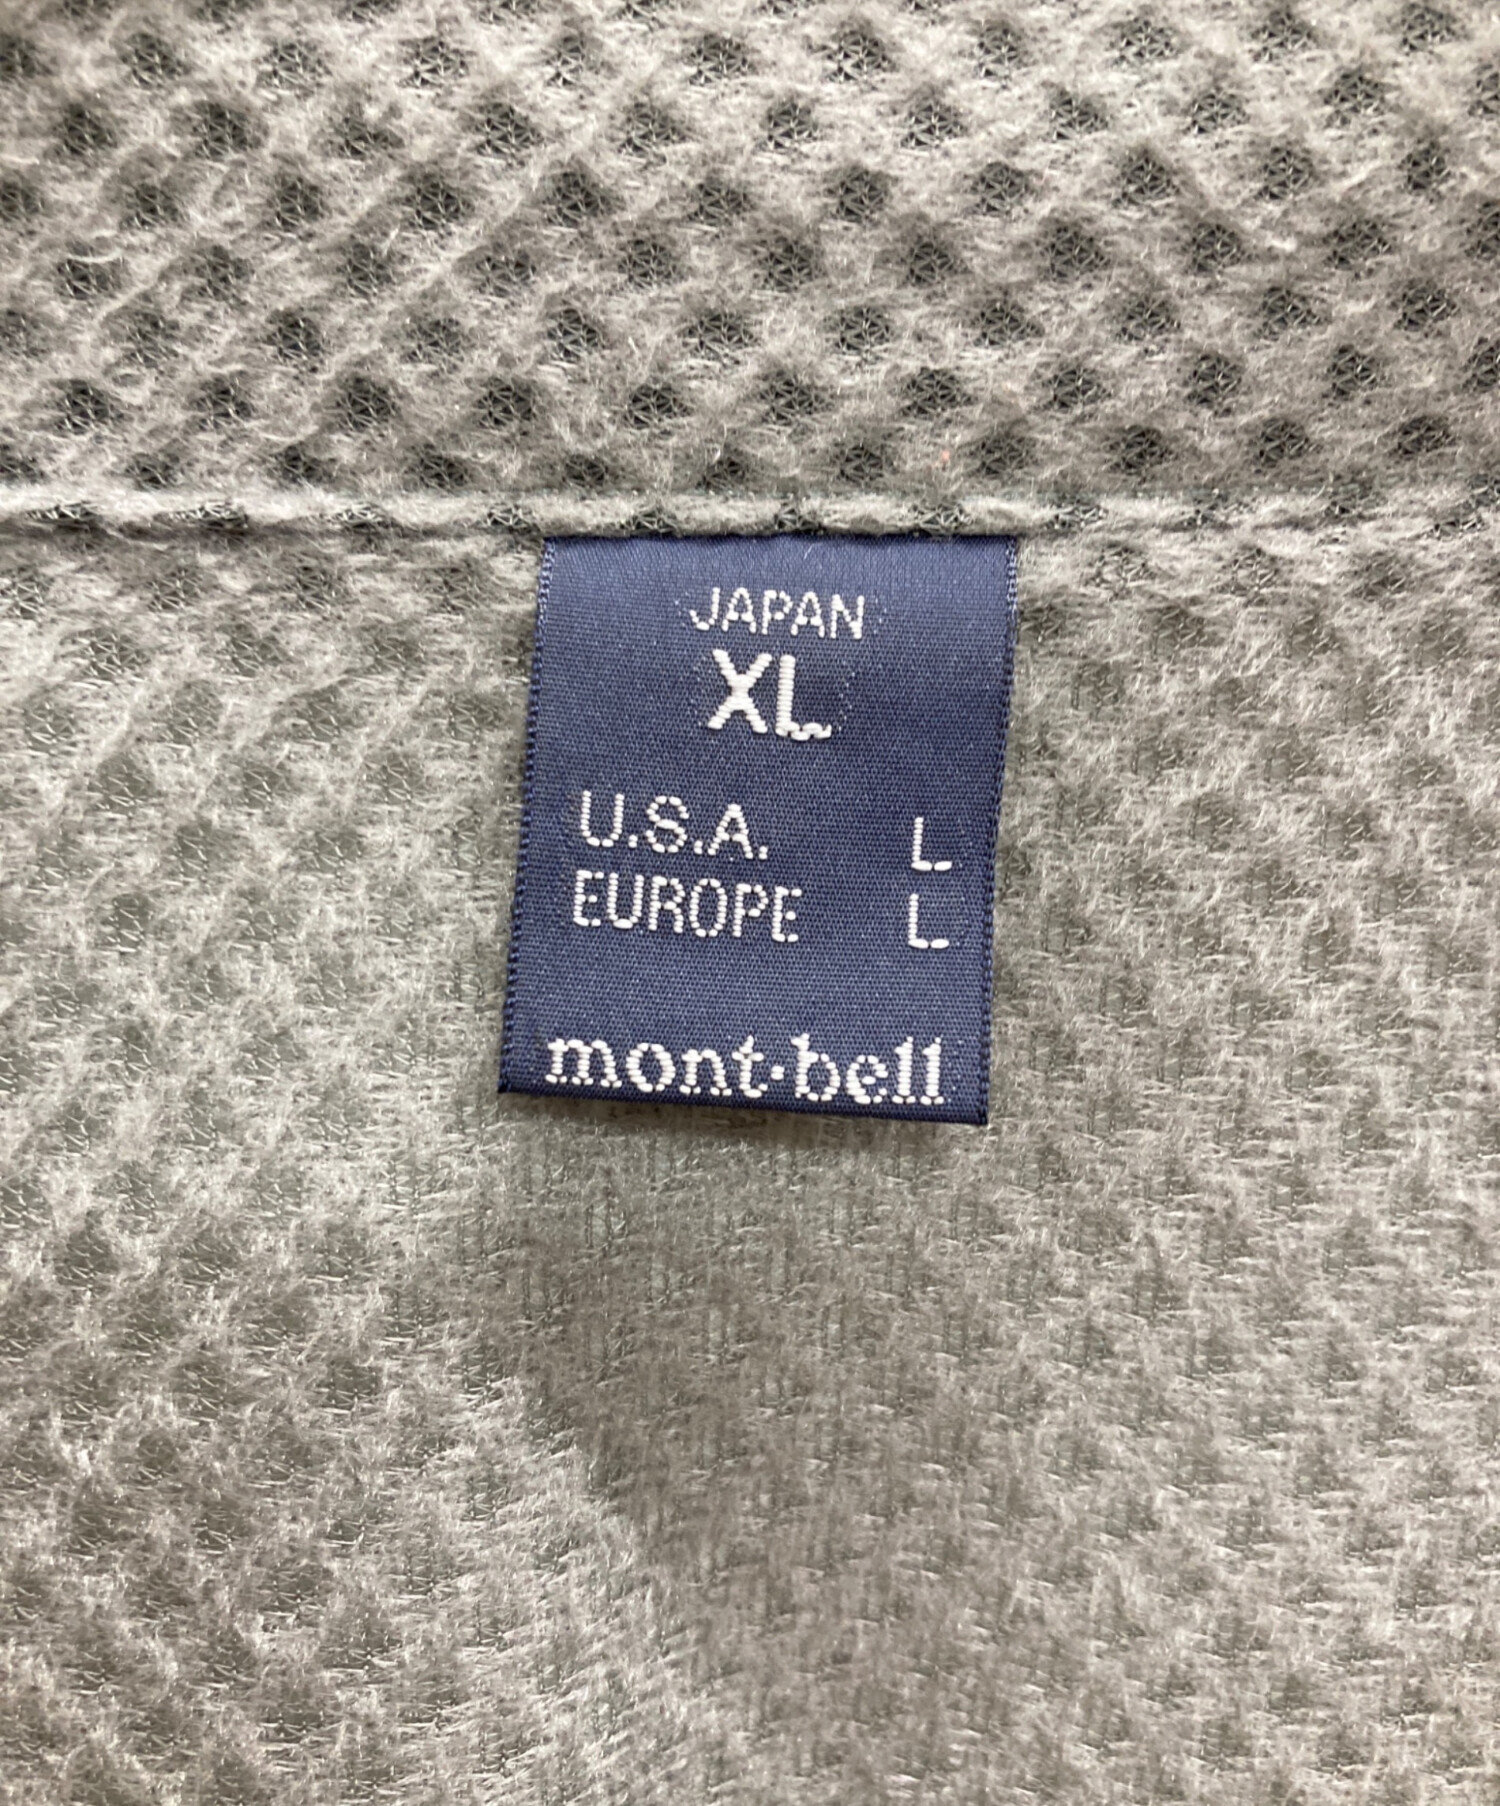 JAPAN
XL
U.S.A. L
EUROPE L
mont·bell